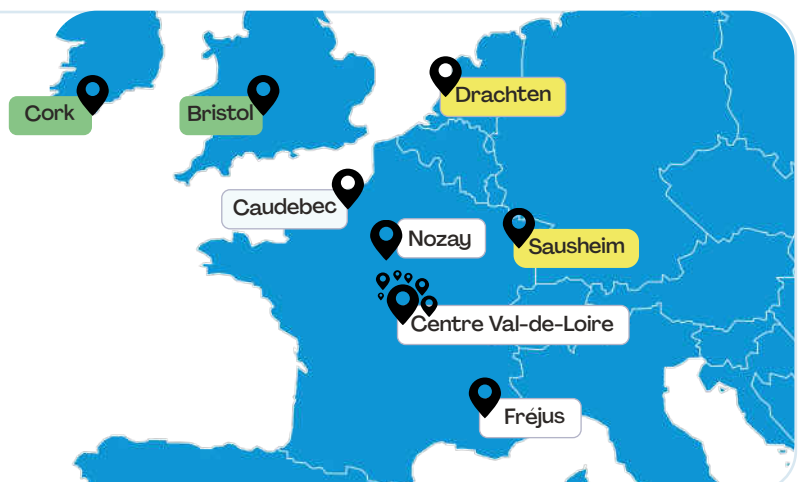 Drachten
Cork
Bristol
Caudebec
Nozay
Sausheim
Centre Val-de-Loire
Fréjus